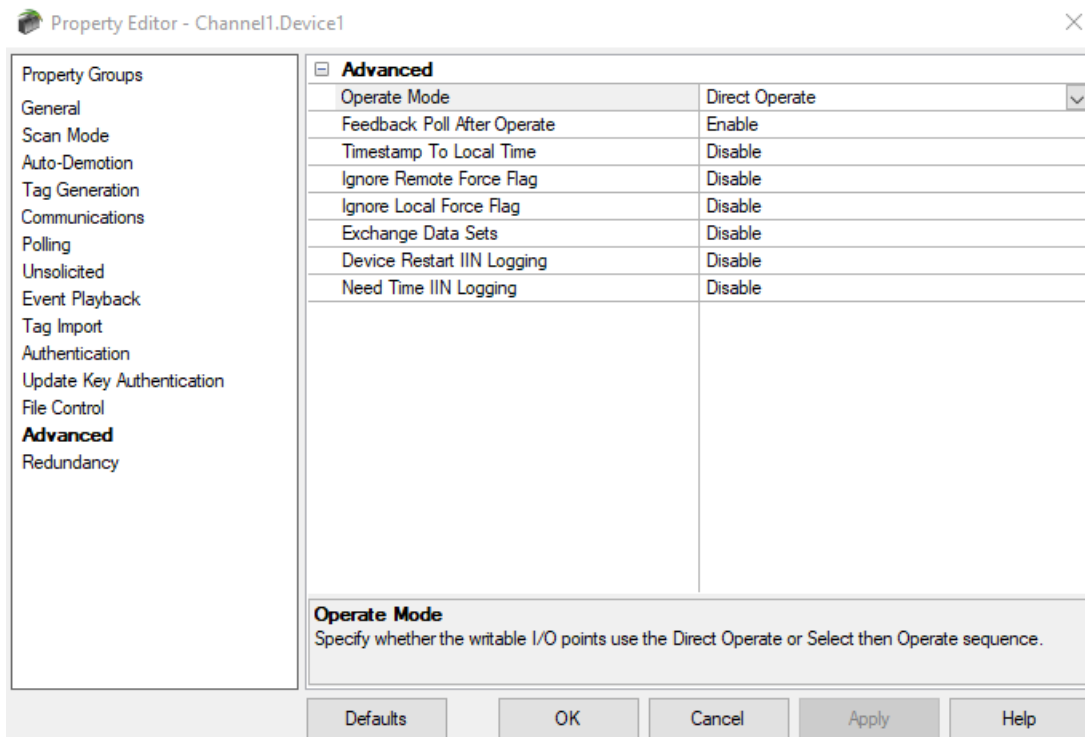 Property Editor - Channel1.Device1
Property Groups
General
Scan Mode
Auto-Demotion
Tag Generation
Communications
Polling
Unsolicited
Event Playback
Tag Import
Authentication
Update Key Authentication
File Control
Advanced
Redundancy
Advanced
Operate Mode Direct Operate
Feedback Poll After Operate Enable
Timestamp To Local Time Disable
Ignore Remote Force Flag Disable
Ignore Local Force Flag Disable
Exchange Data Sets Disable
Device Restart IIN Logging Disable
Need Time IIN Logging Disable
Operate Mode
Specify whether the writable I/O points use the Direct Operate or Select then Operate sequence.
Defaults OK Cancel Apply Help